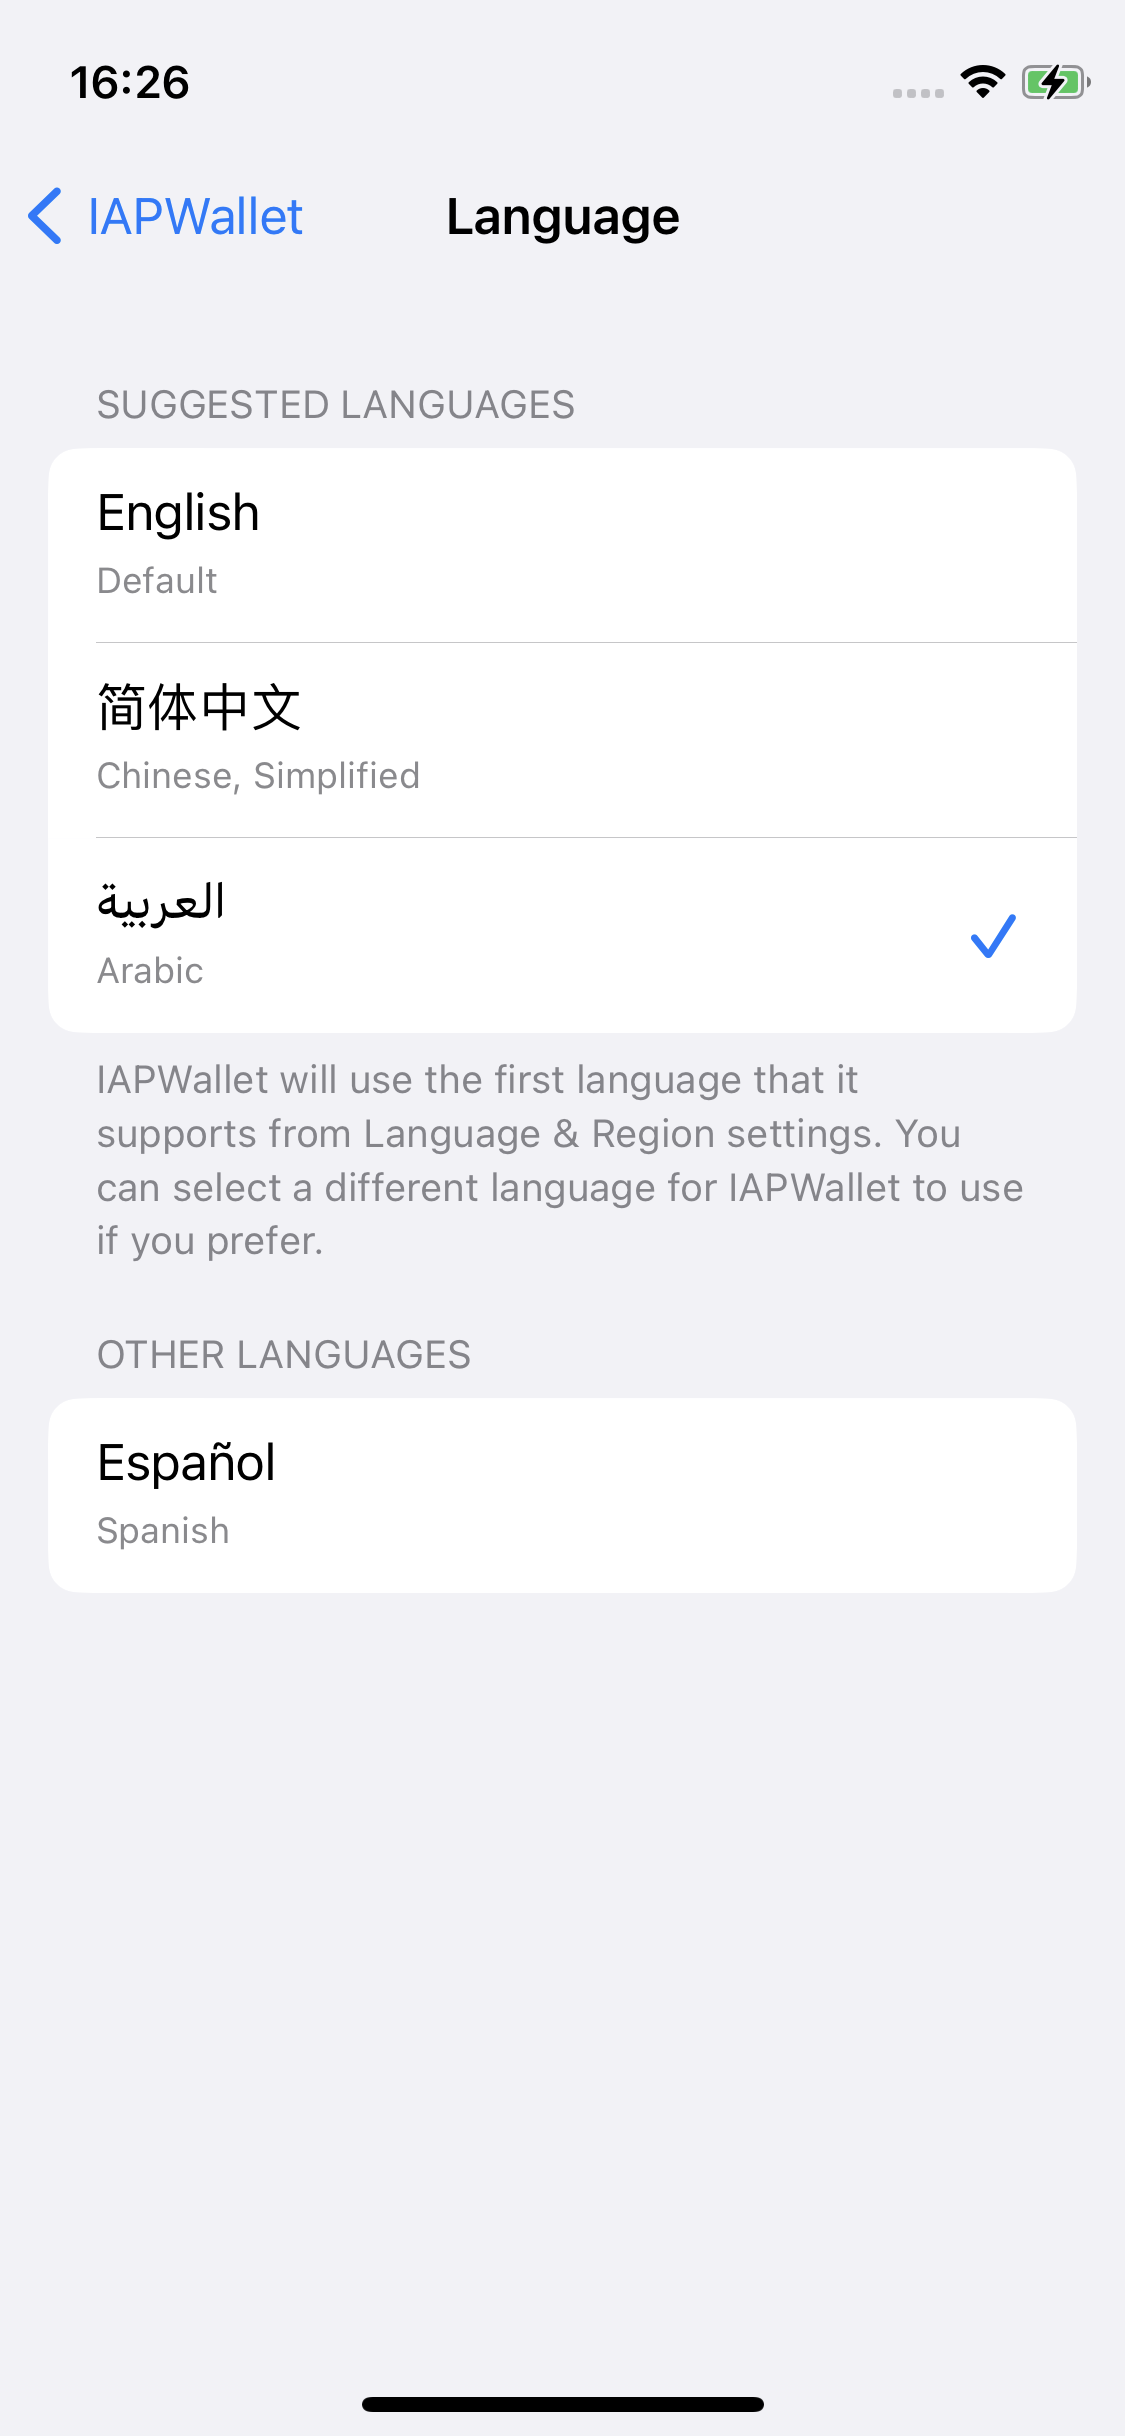 16:26
IAPWallet
Language
SUGGESTED LANGUAGES
English
Default
简体中文
Chinese, Simplified
العربية
Arabic
IAPWallet will use the first language that it
supports from Language & Region settings. You
can select a different language for IAPWallet to use
if you prefer.
OTHER LANGUAGES
Español
Spanish